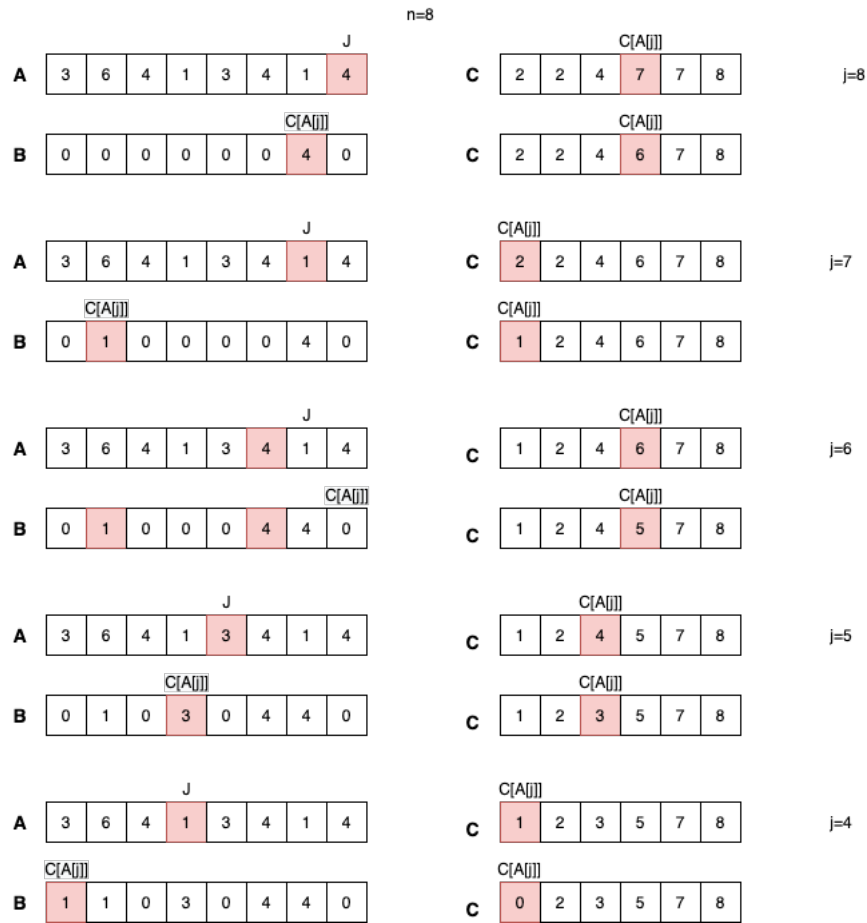 n=8
J C[A[j]]
A 3 6 4 1 3 4 1 4 C 2 2 4 7 7 8 j=8
C[A[j]] C[A[j]]
B 0 0 0 0 0 0 4 0 C 2 2 4 6 7 8
J C[A[j]]
A 3 6 4 1 3 4 1 4 C 2 2 4 6 7 8 j=7
C[A[j]] C[A[j]]
B 0 1 0 0 0 0 4 0 C 1 2 4 6 7 8
J C[A[j]]
A 3 6 4 1 3 4 1 4 C 1 2 4 6 7 8 j=6
C[A[j]] C[A[j]]
B 0 1 0 0 0 4 4 0 C 1 2 4 5 7 8
J C[A[j]]
A 3 6 4 1 3 4 1 4 C 1 2 4 5 7 8 j=5
C[A[j]] C[A[j]]
B 0 1 0 3 0 4 4 0 C 1 2 3 5 7 8
J C[A[j]]
A 3 6 4 1 3 4 1 4 C 1 2 3 5 7 8 j=4
C[A[j]] C[A[j]]
B 1 1 0 3 0 4 4 0 C 0 2 3 5 7 8